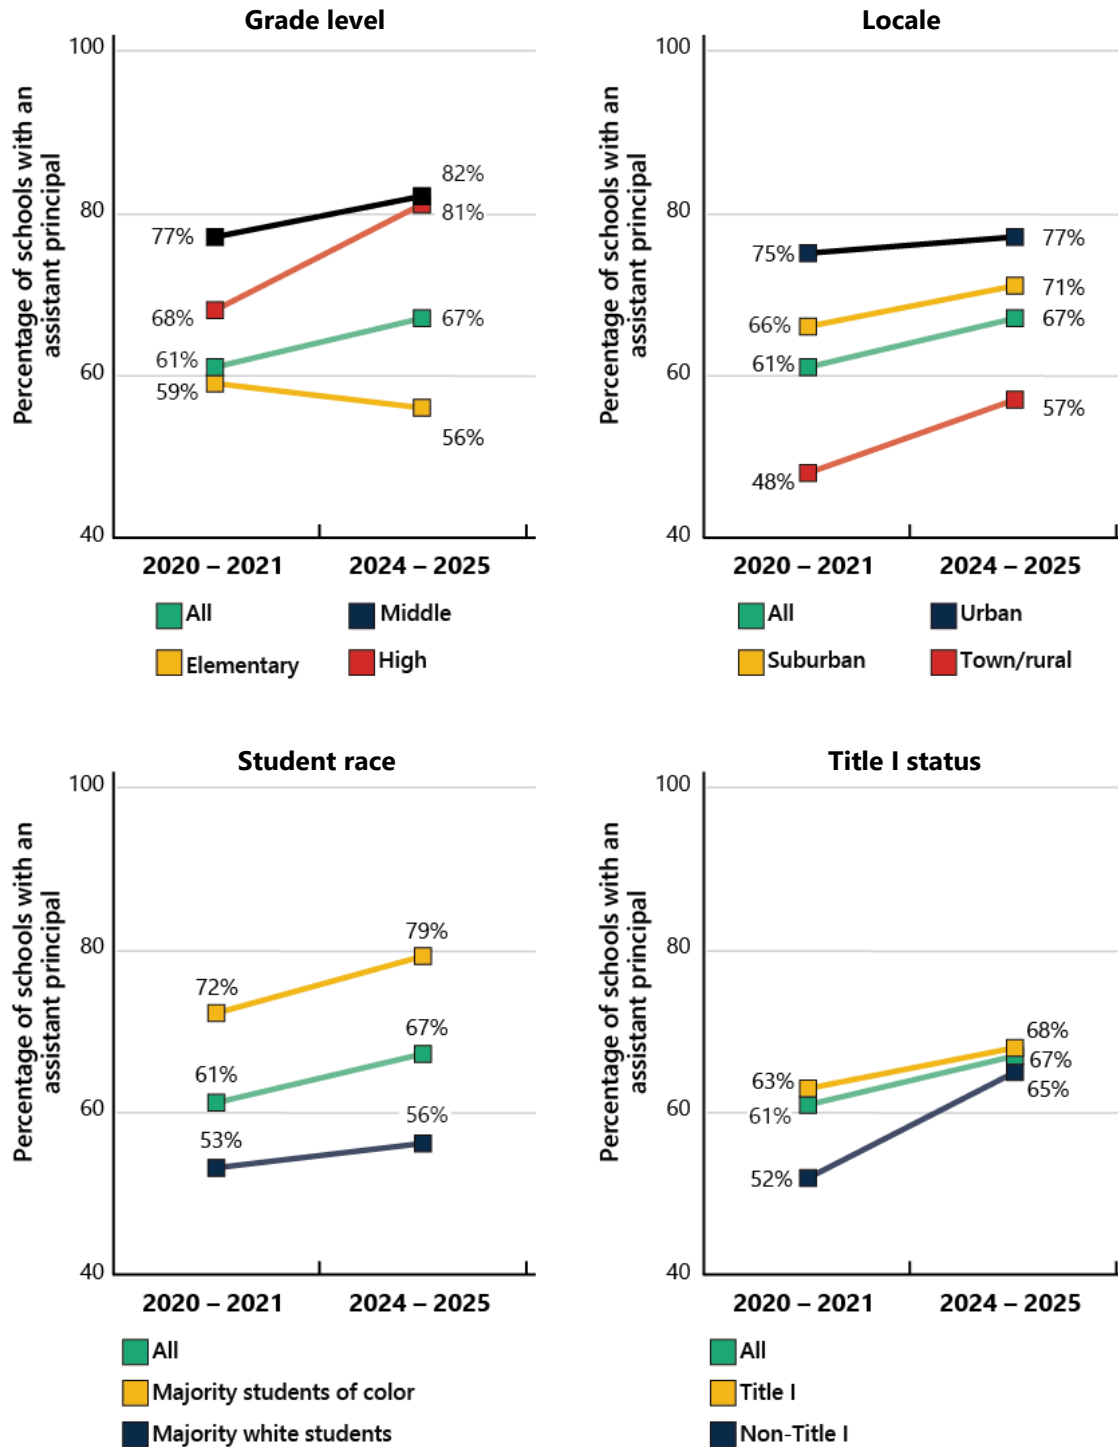 Grade level
Percentage of schools with an
assistant principal
100
80
60
40
77%
68%
61%
59%
82%
81%
67%
56%
2020 – 2021
2024 – 2025
All
Middle
Elementary
High
Locale
Percentage of schools with an
assistant principal
100
80
60
40
75%
66%
61%
48%
77%
71%
67%
57%
2020 – 2021
2024 – 2025
All
Urban
Suburban
Town/rural
Student race
Percentage of schools with an
assistant principal
100
80
60
40
72%
61%
53%
79%
67%
56%
2020 – 2021
2024 – 2025
All
Majority students of color
Majority white students
Title I status
Percentage of schools with an
assistant principal
100
80
60
40
63%
61%
52%
68%
67%
65%
2020 – 2021
2024 – 2025
All
Title I
Non-Title I